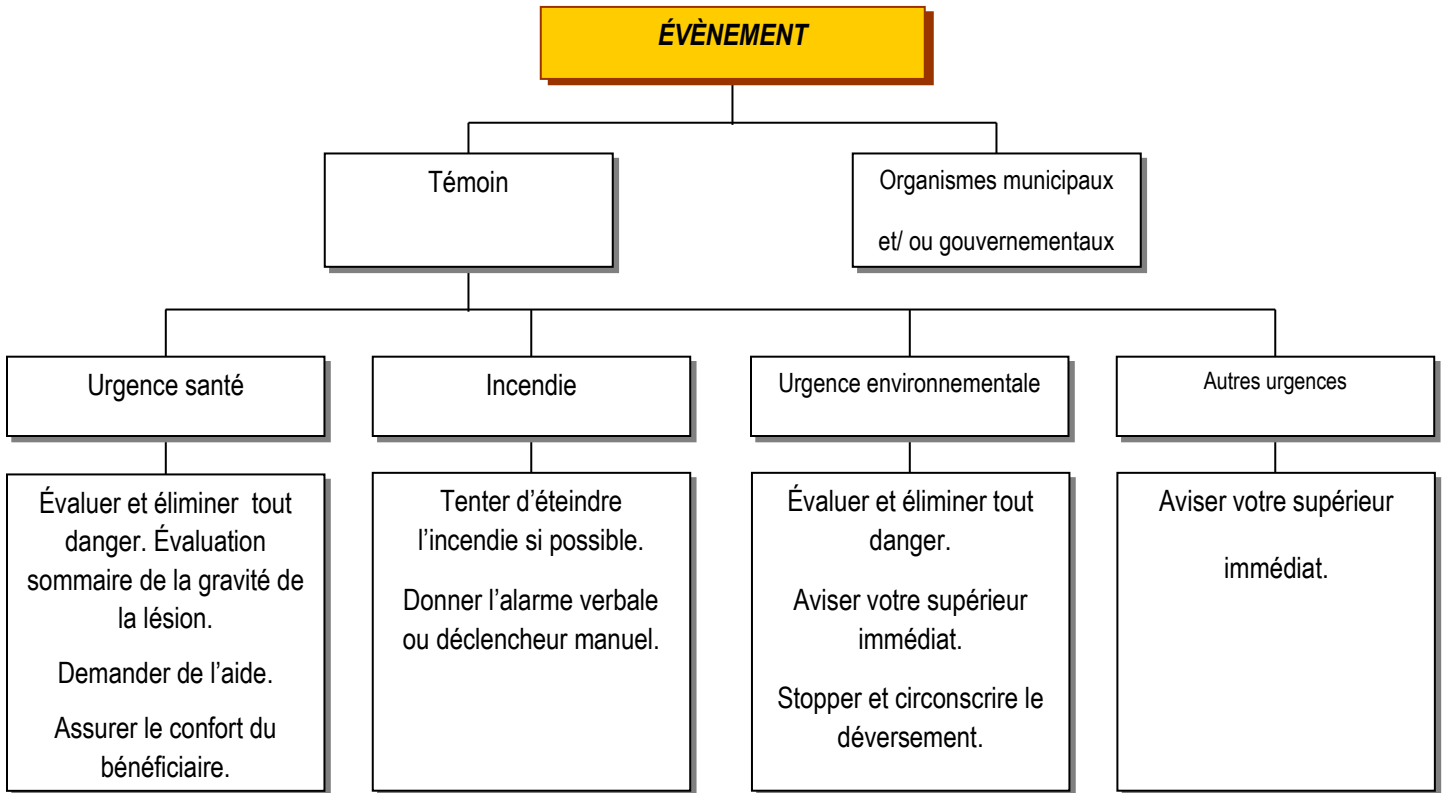 ÉVÈNEMENT
Témoin
Organismes municipaux
et/ ou gouvernementaux
Urgence santé
Incendie
Urgence environnementale
Autres urgences
Évaluer et éliminer tout
danger. Évaluation
sommaire de la gravité de
la lésion.
Demander de l’aide.
Assurer le confort du
bénéficiaire.
Tenter d’éteindre
l’incendie si possible.
Donner l’alarme verbale
ou déclencheur manuel.
Évaluer et éliminer tout
danger.
Aviser votre supérieur
immédiat.
Stopper et circonscrire le
déversement.
Aviser votre supérieur
immédiat.